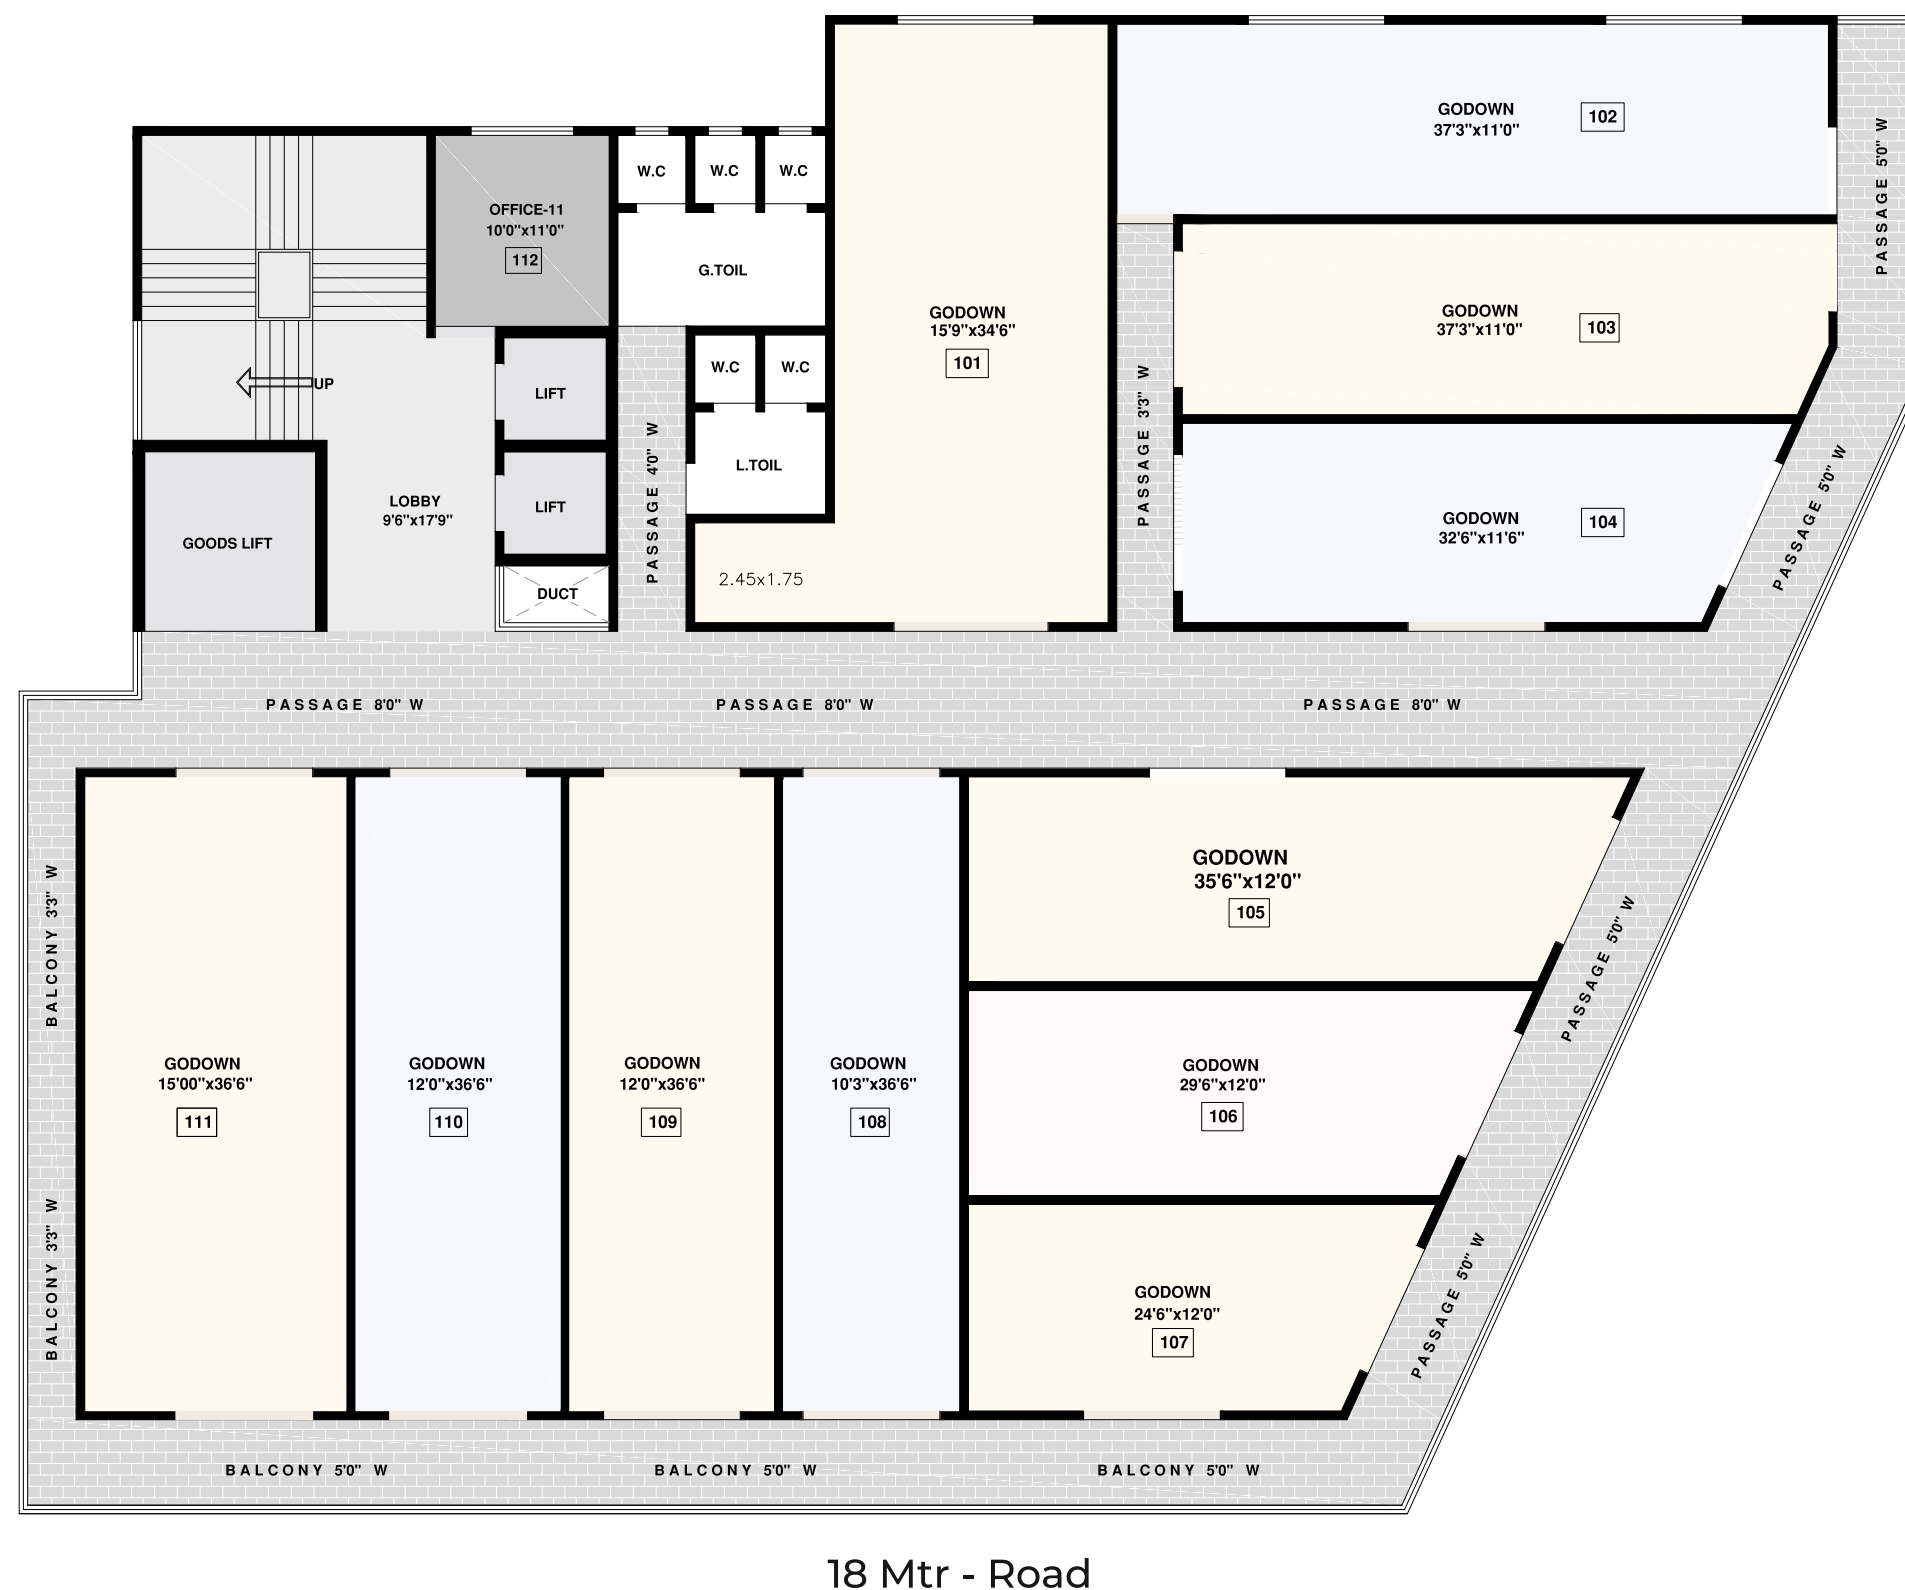 GODOWN
37'3"x11'0"
102
PASSAGE 5'0" W
W.C
W.C
W.C
OFFICE-11
10'0"x11'0"
112
G.TOIL
GODOWN
15'9"x34'6"
101
GODOWN
37'3"x11'0"
103
UP
LIFT
W.C
W.C
PASSAGE 4'0" W
PASSAGE 3'3" W
L.TOIL
LOBBY
9'6"x17'9"
LIFT
GOODS LIFT
GODOWN
32'6"x11'6"
104
PASSAGE 5'0" W
DUCT
2.45x1.75
PASSAGE 8'0" W
PASSAGE 8'0" W
PASSAGE 8'0" W
BALCONY 3'3" W
GODOWN
35'6"x12'0"
105
PASSAGE 5'0" W
GODOWN
15'00"x36'6"
111
GODOWN
12'0"x36'6"
110
GODOWN
12'0"x36'6"
109
GODOWN
10'3"x36'6"
108
GODOWN
29'6"x12'0"
106
BALCONY 3'3" W
GODOWN
24'6"x12'0"
107
PASSAGE 5'0" W
BALCONY 5'0" W
BALCONY 5'0" W
BALCONY 5'0" W
18 Mtr - Road